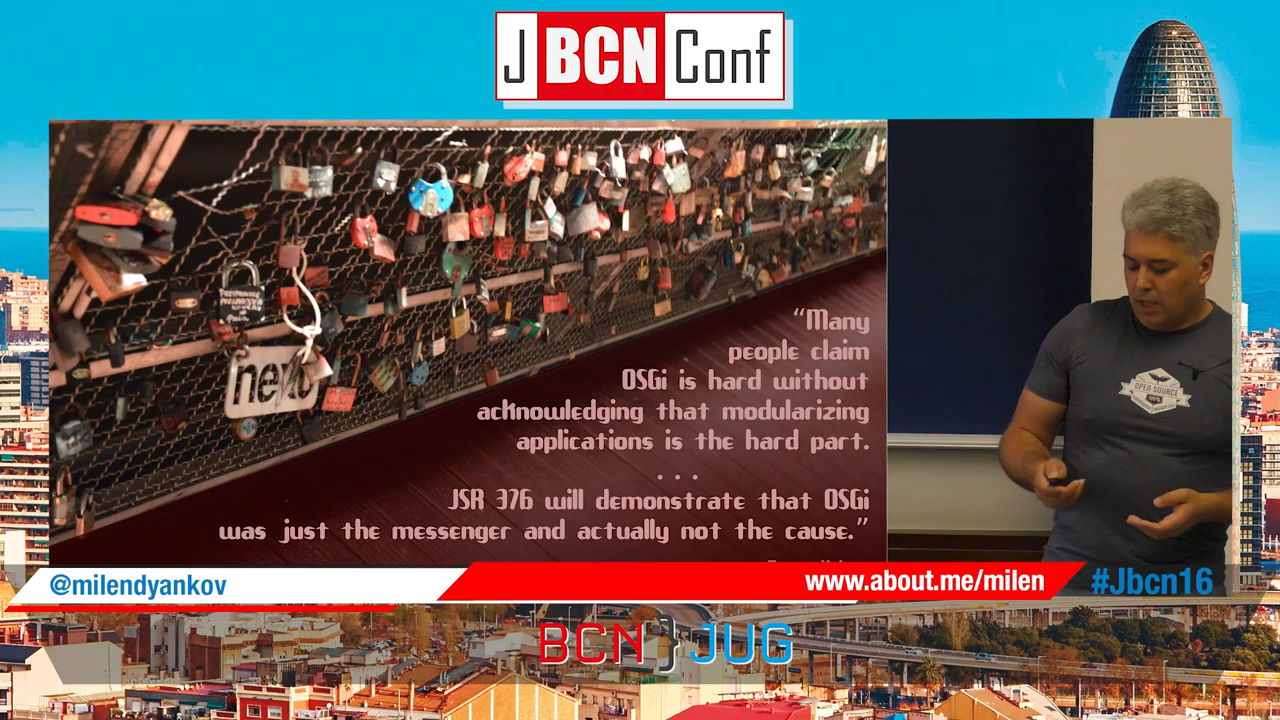 J BCN Conf
“Many
people claim
OSGi is hard without
acknowledging that modularizing
applications is the hard part.
. . .
JSR 376 will demonstrate that OSGi
was just the messenger and actually not the cause.”
nexto
OPEN SOURCE
@milendyankov
www.about.me/milen
#Jbcn16
BCN}JUG